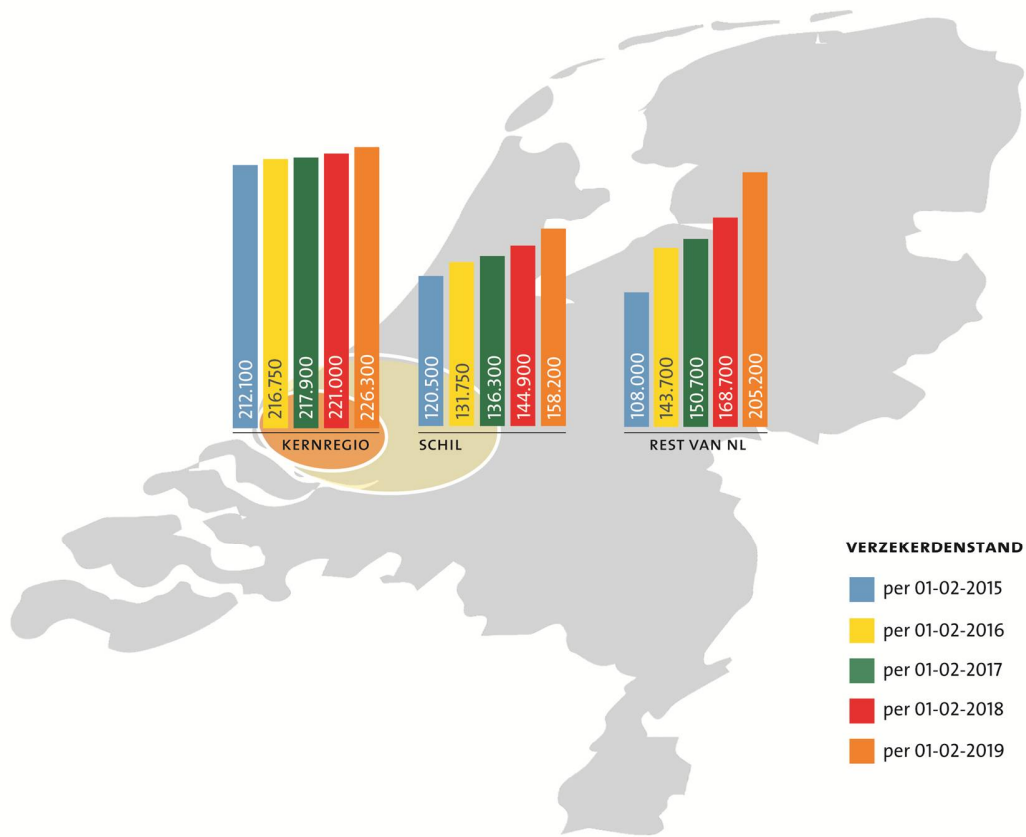 212.100
216.750
217.900
221.000
226.300
KERNREGIO
120.500
131.750
136.300
144.900
158.200
SCHIL
108.000
143.700
150.700
168.700
205.200
REST VAN NL
VERZEKERDENSTAND
per 01-02-2015
per 01-02-2016
per 01-02-2017
per 01-02-2018
per 01-02-2019